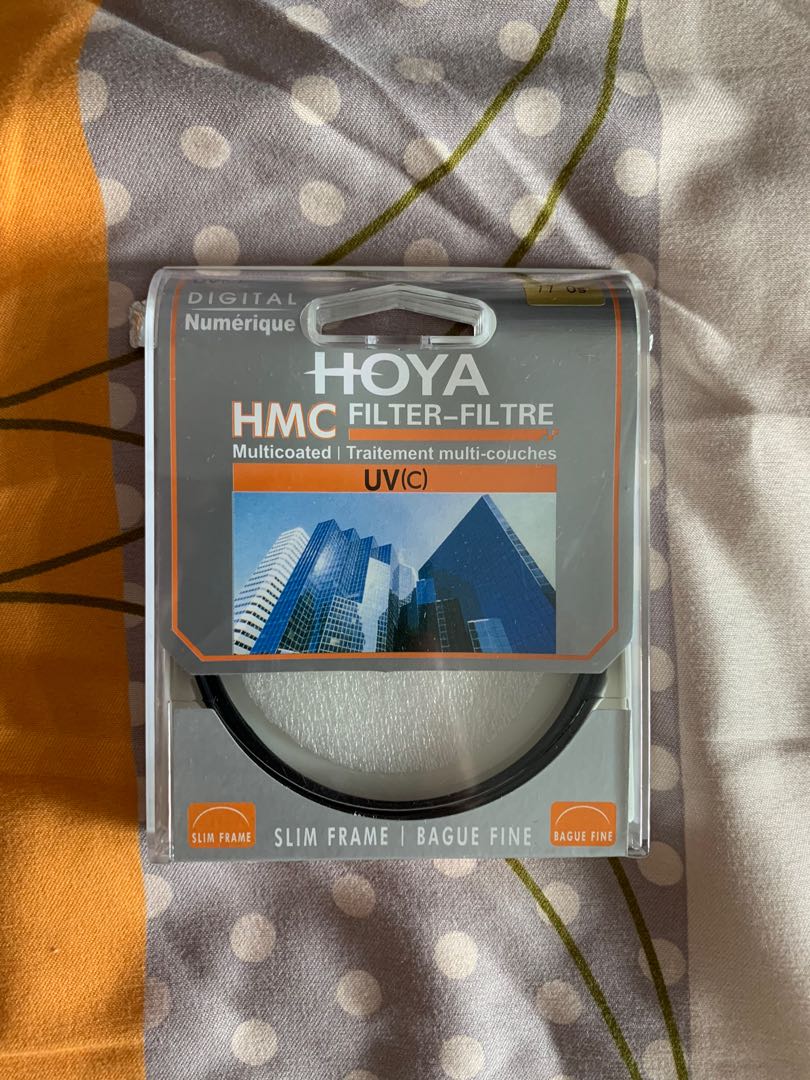 DIGITAL
Numérique
HOYA
HMC FILTER-FILTRE
Multicoated | Traitement multi-couches
UV(C)
SLIM FRAME
SLIM FRAME | BAGUE FINE
BAGUE FINE